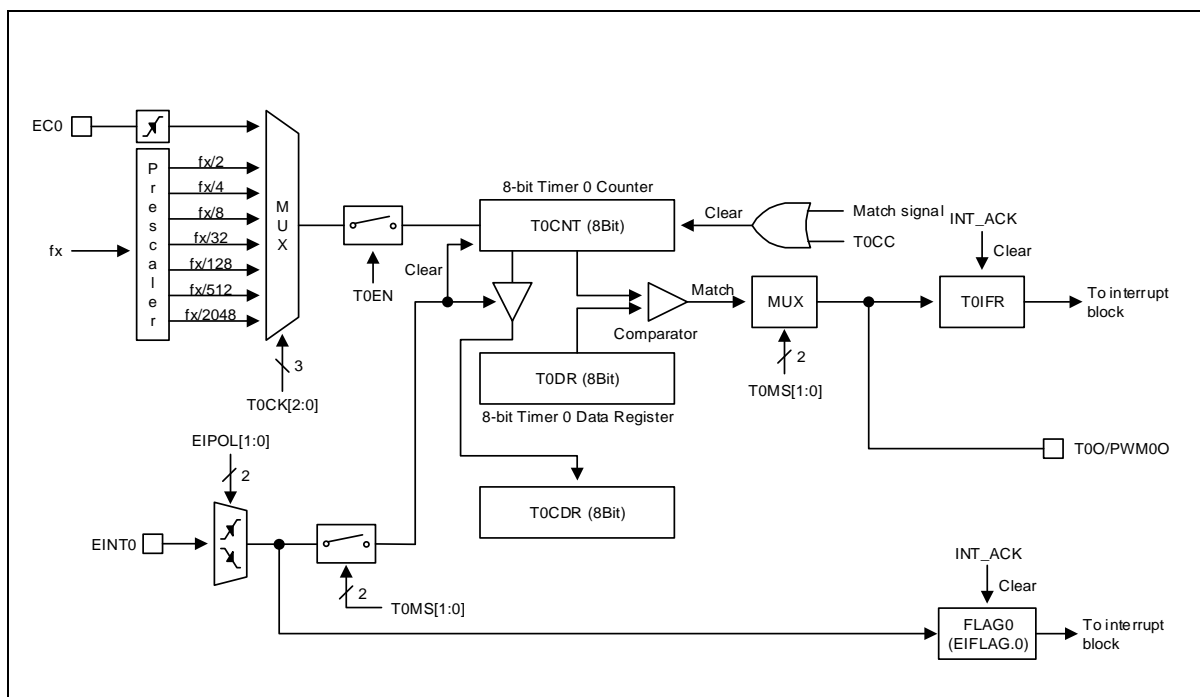 EC0
Prescaler
fx
fx/2
fx/4
fx/8
fx/32
fx/128
fx/512
fx/2048
MUX
3
T0CK[2:0]
T0EN
8-bit Timer 0 Counter
T0CNT (8Bit)
Clear
Match signal
T0CC
Clear
Comparator
Match
MUX
2
T0MS[1:0]
INT_ACK
Clear
T0IFR
To interrupt
block
T0DR (8Bit)
8-bit Timer 0 Data Register
T0O/PWM0O
T0CDR (8Bit)
EIPOL[1:0]
2
EINT0
2
T0MS[1:0]
INT_ACK
Clear
FLAG0
(EIFLAG.0)
To interrupt
block